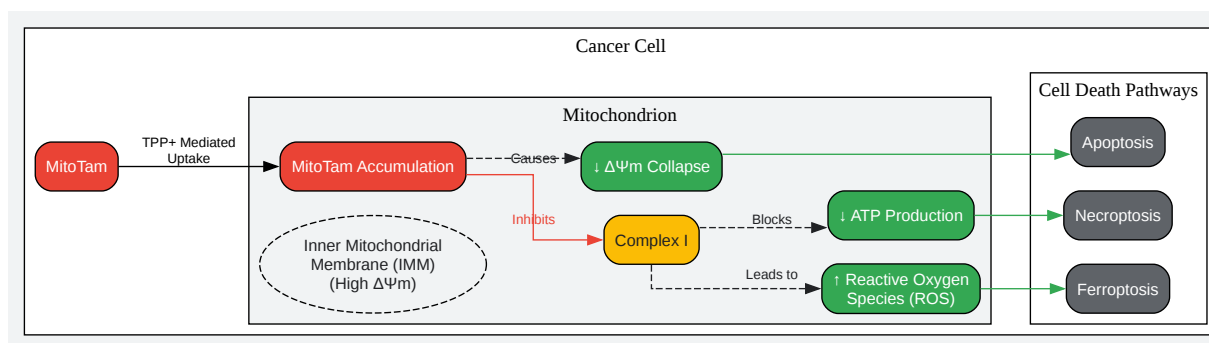 Cancer Cell
Cell Death Pathways
Mitochondrion
TPP+ Mediated
Uptake
MitoTam
MitoTam Accumulation
Causes
↓ ΔΨm Collapse
Apoptosis
Inhibits
Complex I
Blocks
↓ ATP Production
Necroptosis
Inner Mitochondrial
Membrane (IMM)
(High ΔΨm)
Leads to
↑ Reactive Oxygen
Species (ROS)
Ferroptosis